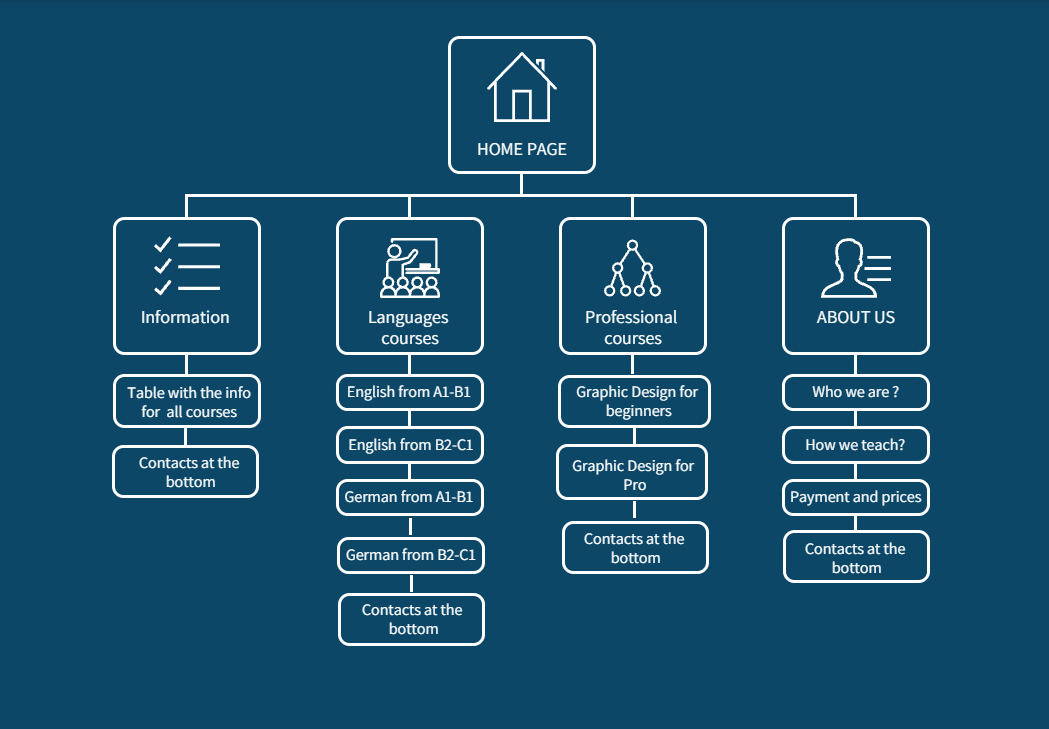 HOME PAGE
Information
Table with the info
for all courses
Contacts at the
bottom
Languages
courses
English from A1-B1
English from B2-C1
German from A1-B1
German from B2-C1
Contacts at the
bottom
Professional
courses
Graphic Design for
beginners
Graphic Design for
Pro
Contacts at the
bottom
ABOUT US
Who we are ?
How we teach?
Payment and prices
Contacts at the
bottom